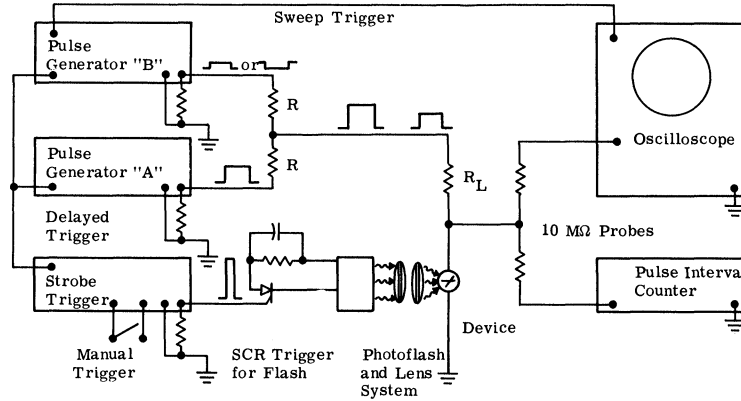 Sweep Trigger
Pulse
Generator "B"
or
R
Pulse
Generator "A"
R
R_L
Oscilloscope
Delayed
Trigger
10 MΩ Probes
Strobe
Trigger
Pulse Interva
Counter
Device
Manual
Trigger
SCR Trigger
for Flash
Photoflash
and Lens
System